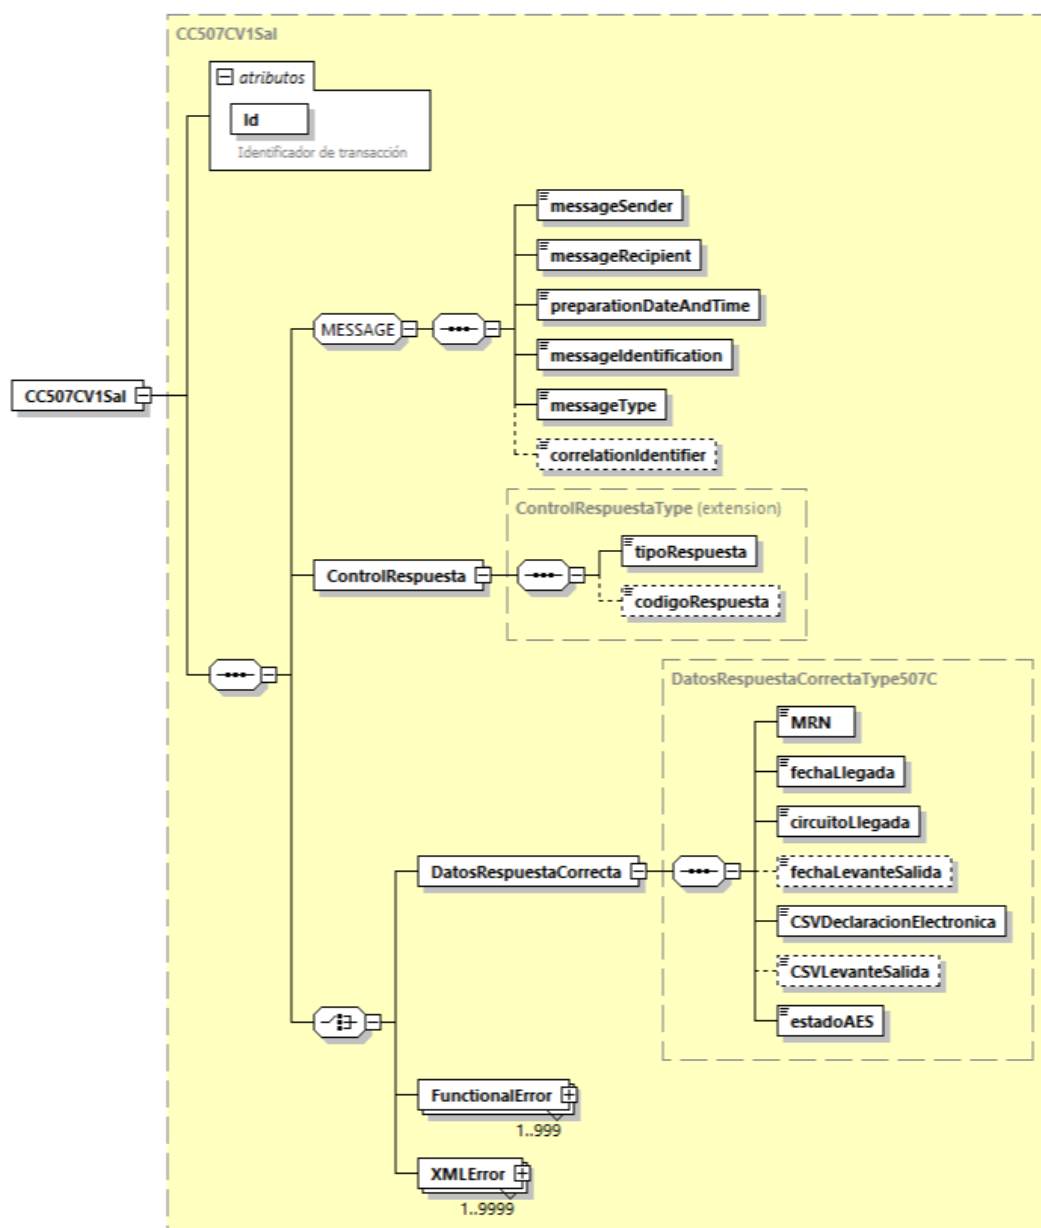 CC507CV1Sal
atributos
Id
Identificador de transacción
messageSender
messageRecipient
preparationDateAndTime
MESSAGE
messageIdentification
CC507CV1Sal
messageType
correlationIdentifier
ControlRespuestaType (extension)
tipoRespuesta
ControlRespuesta
codigoRespuesta
DatosRespuestaCorrectaType507C
MRN
fechaLlegada
circuitoLlegada
DatosRespuestaCorrecta
fechaLevanteSalida
CSVDeclaracionElectronica
CSVLevanteSalida
estadoAES
FunctionalError
1..999
XMLError
1..9999